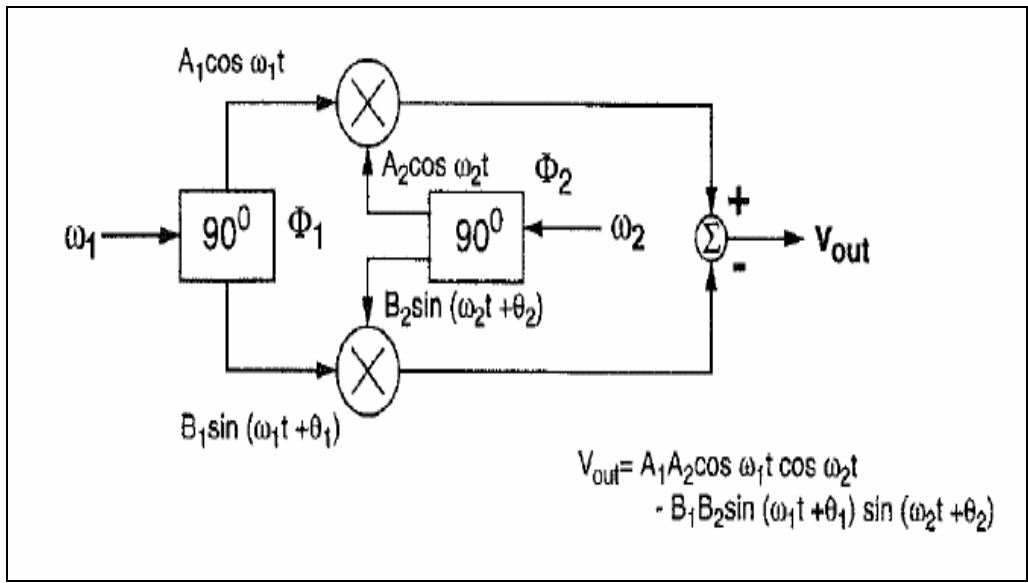 A₁cos ω₁t
A₂cos ω₂t
Φ₂
ω₁
90⁰
Φ₁
90⁰
ω₂
+
Σ
-
Vout
B₂sin (ω₂t +θ₂)
B₁sin (ω₁t +θ₁)
Vout= A₁A₂cos ω₁t cos ω₂t
- B₁B₂sin (ω₁t +θ₁) sin (ω₂t +θ₂)